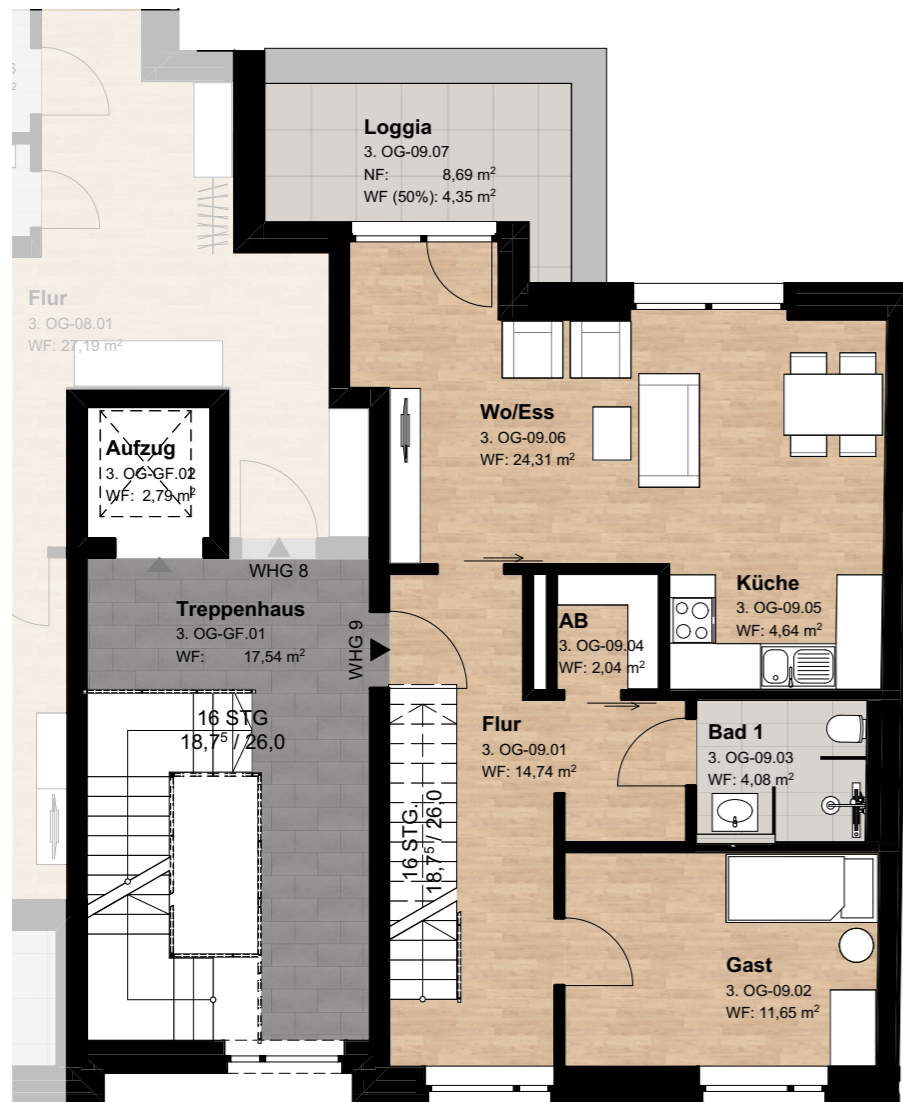 Loggia
3. OG-09.07
NF: 8,69 m²
WF (50%): 4,35 m²
Flur
3. OG-08.01
WF: 27,19 m²
Wo/Ess
3. OG-09.06
WF: 24,31 m²
Aufzug
3. OG-GF.02
WF: 2,79 m²
WHG 8
Treppenhaus
3. OG-GF.01
WF: 17,54 m²
WHG 9
Küche
3. OG-09.05
WF: 4,64 m²
AB
3. OG-09.04
WF: 2,04 m²
16 STG
18,7⁵ / 26,0
Flur
3. OG-09.01
WF: 14,74 m²
Bad 1
3. OG-09.03
WF: 4,08 m²
16 STG.
18,7⁵ / 26,0
Gast
3. OG-09.02
WF: 11,65 m²